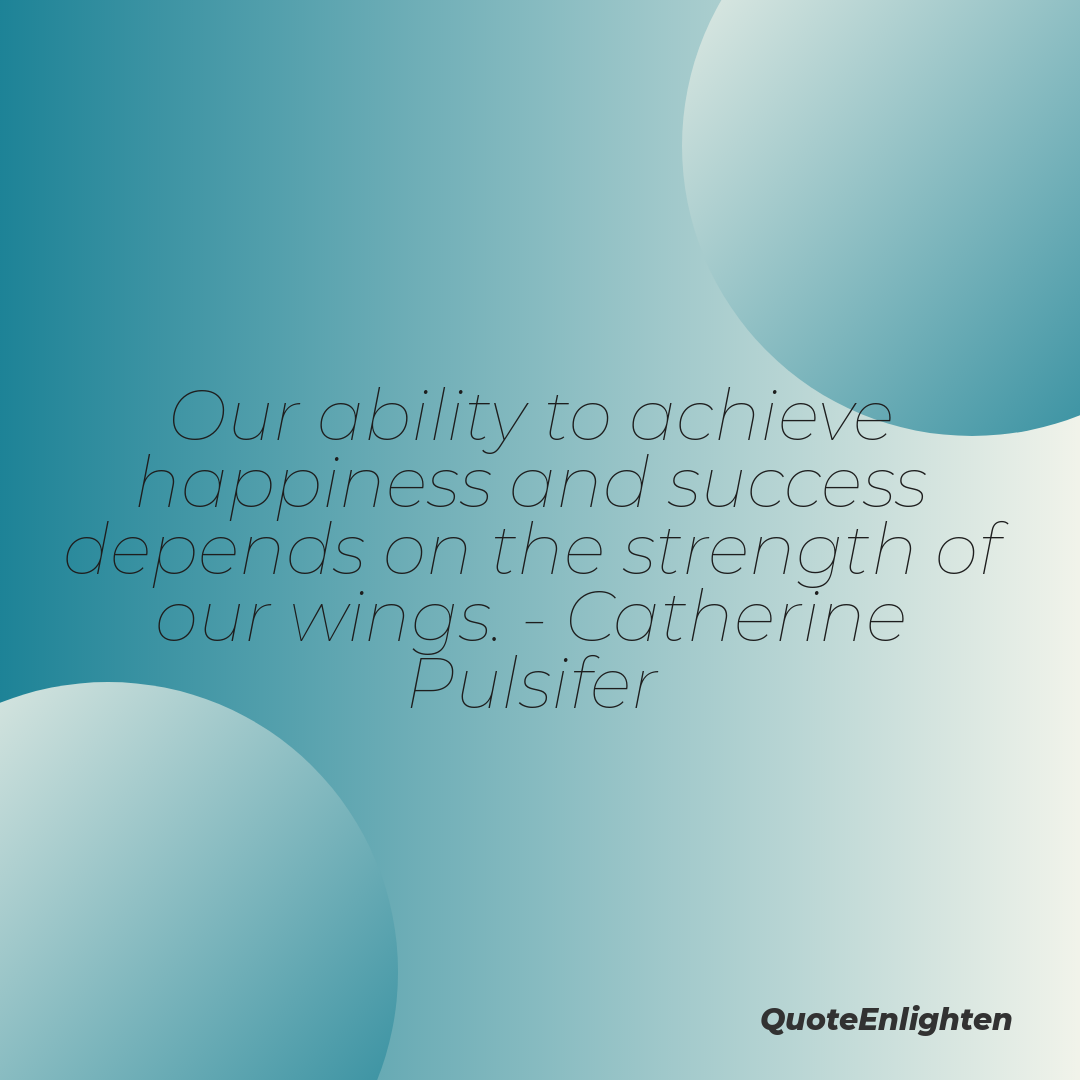 Our ability to achieve
happiness and success
depends on the strength of
our wings. - Catherine
Pulsifer
QuoteEnlighten